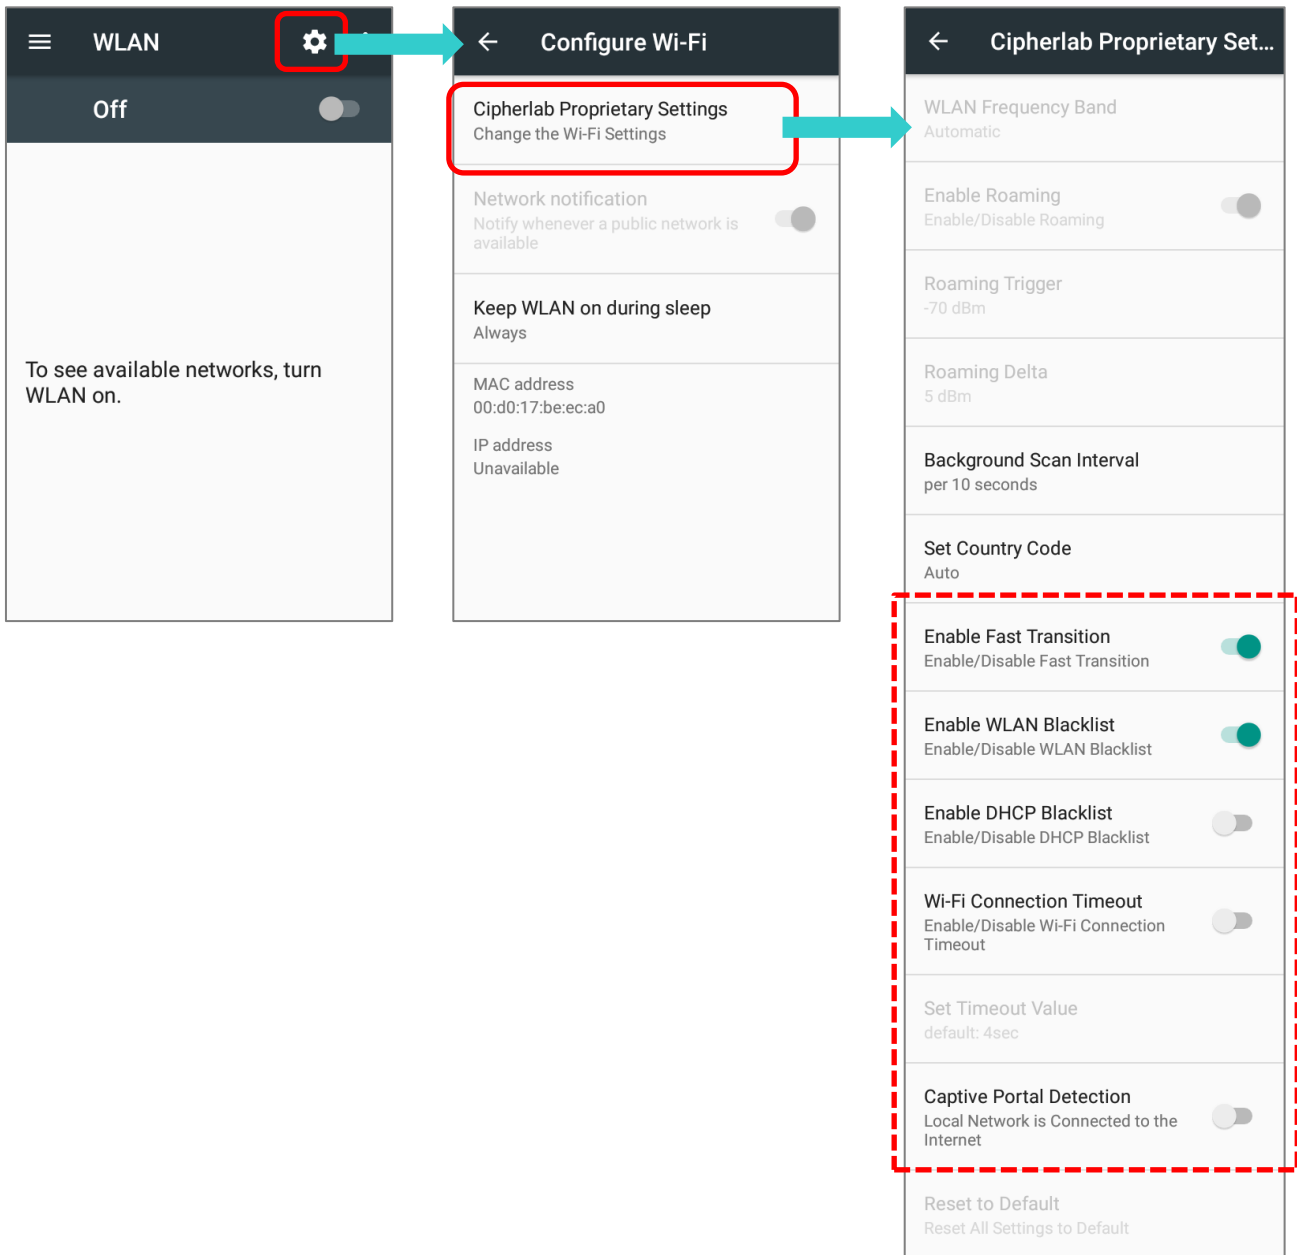 WLAN
Off
To see available networks, turn
WLAN on.
Configure Wi-Fi
Cipherlab Proprietary Settings
Change the Wi-Fi Settings
Network notification
Notify whenever a public network is
available
Keep WLAN on during sleep
Always
MAC address
00:d0:17:be:ec:a0
IP address
Unavailable
Cipherlab Proprietary Set...
WLAN Frequency Band
Automatic
Enable Roaming
Enable/Disable Roaming
Roaming Trigger
-70 dBm
Roaming Delta
5 dBm
Background Scan Interval
per 10 seconds
Set Country Code
Auto
Enable Fast Transition
Enable/Disable Fast Transition
Enable WLAN Blacklist
Enable/Disable WLAN Blacklist
Enable DHCP Blacklist
Enable/Disable DHCP Blacklist
Wi-Fi Connection Timeout
Enable/Disable Wi-Fi Connection
Timeout
Set Timeout Value
default: 4sec
Captive Portal Detection
Local Network is Connected to the
Internet
Reset to Default
Reset All Settings to Default